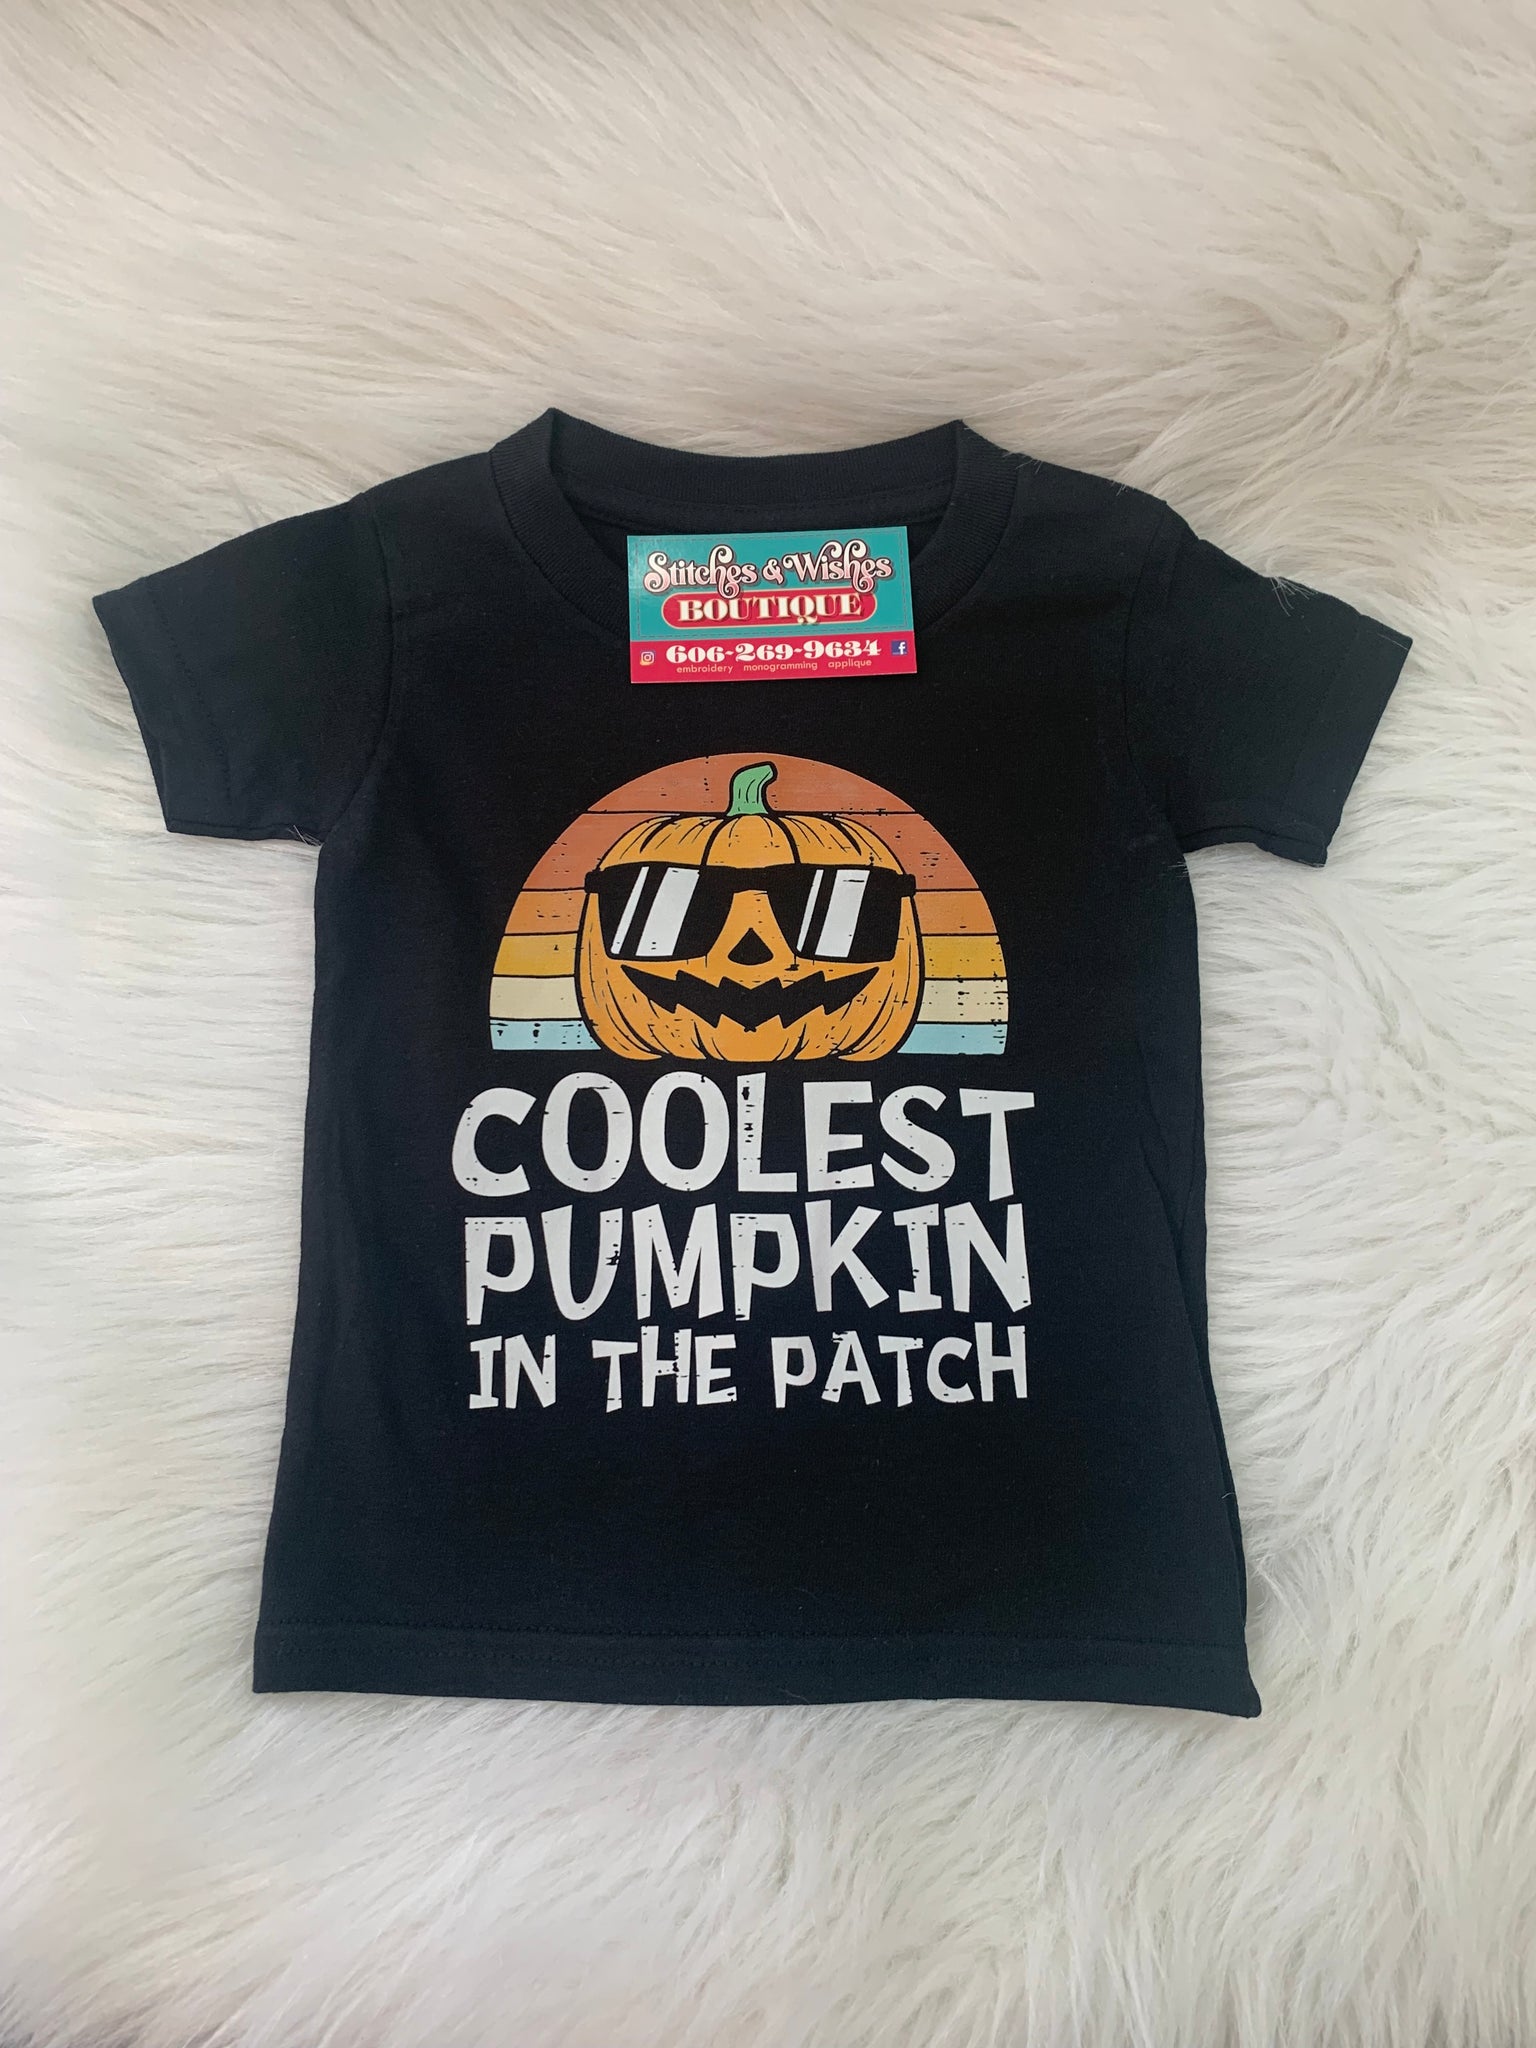 Stitches & Wishes
BOUTIQUE
606-269-9634
embroidery monogramming applique
COOLEST
PUMPKIN
IN THE PATCH